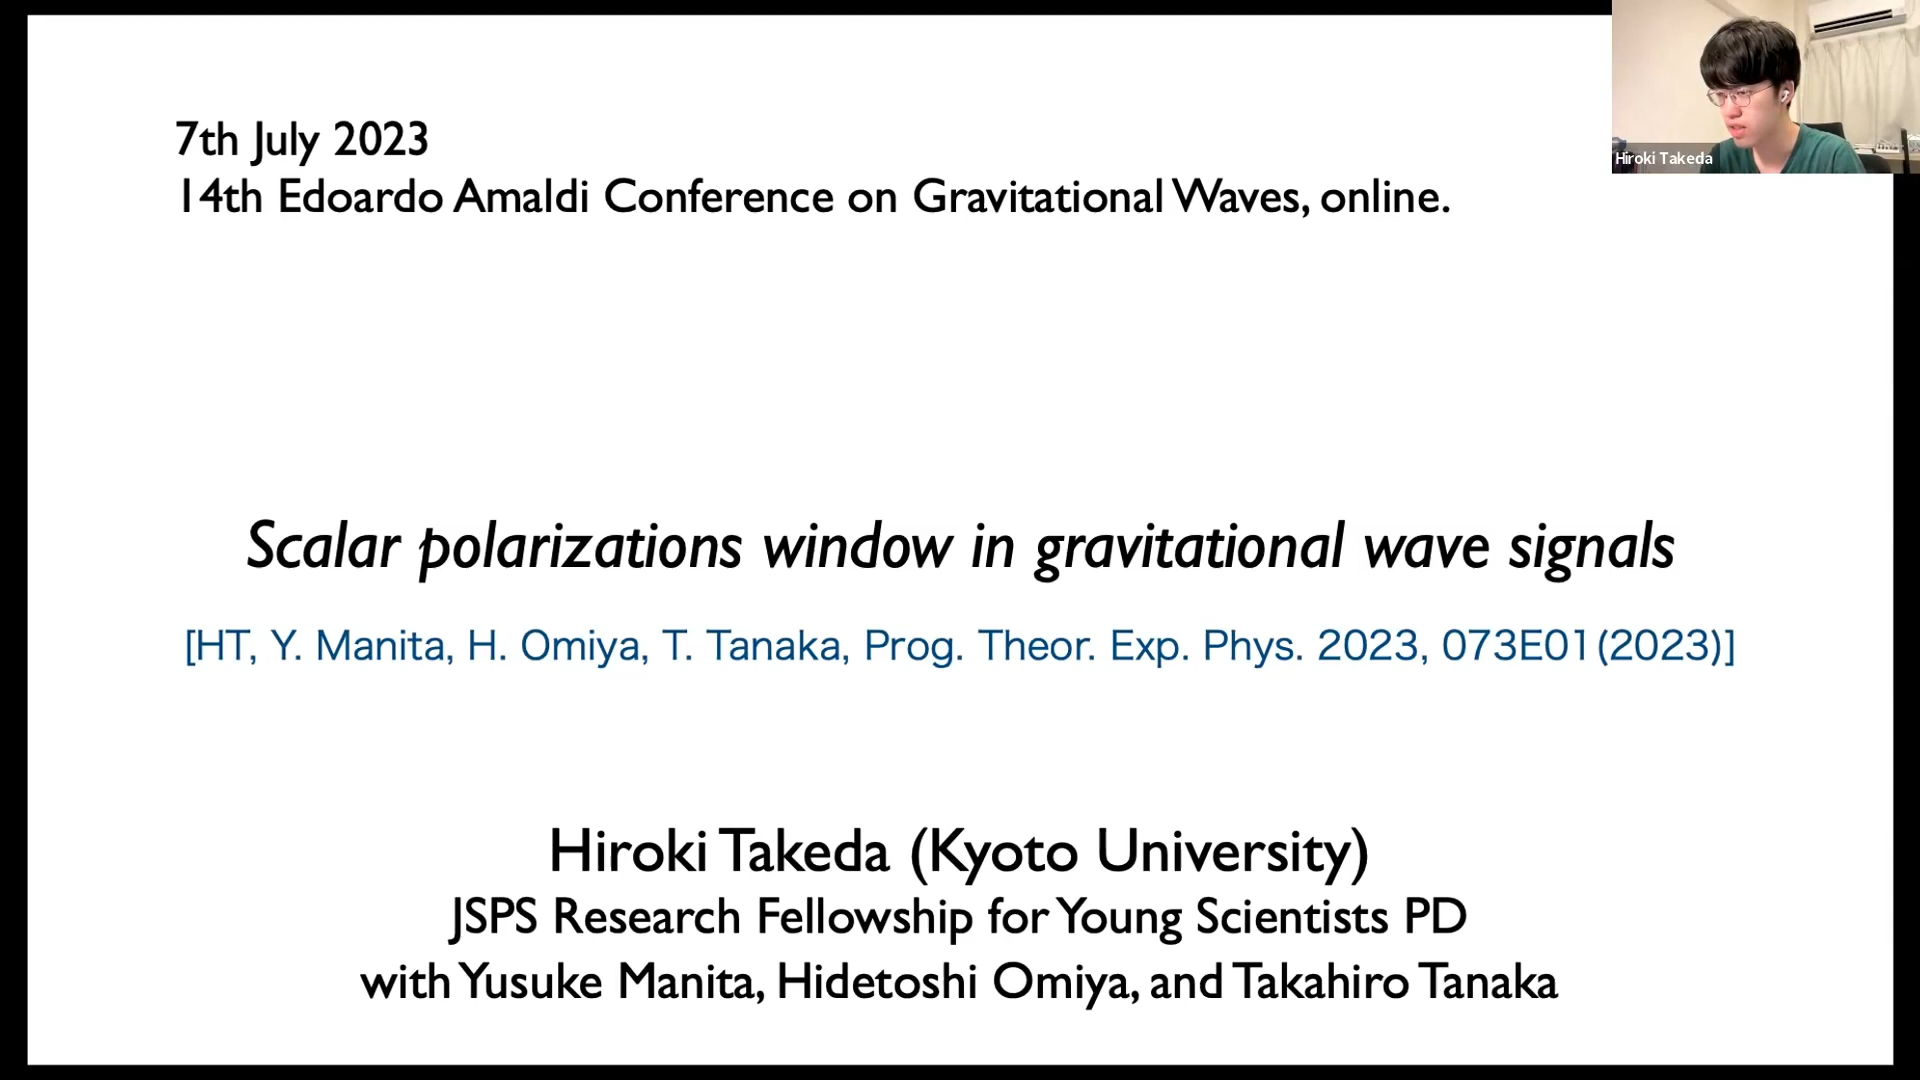 7th July 2023
14th Edoardo Amaldi Conference on Gravitational Waves, online.
Hiroki Takeda
Scalar polarizations window in gravitational wave signals
[HT, Y. Manita, H. Omiya, T. Tanaka, Prog. Theor. Exp. Phys. 2023, 073E01(2023)]
Hiroki Takeda (Kyoto University)
JSPS Research Fellowship for Young Scientists PD
with Yusuke Manita, Hidetoshi Omiya, and Takahiro Tanaka